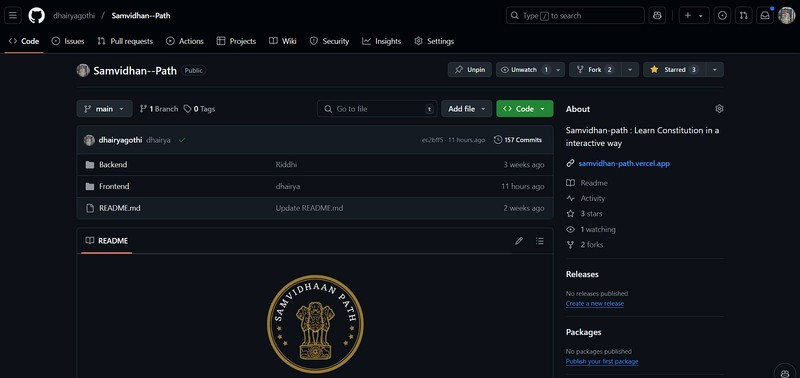 dhairyagothi / Samvidhan--Path
Type / to search
Code Issues Pull requests Actions Projects Wiki Security Insights Settings
Samvidhan--Path Public
Unpin Unwatch 1 Fork 2 Starred 3
main 1 Branch 0 Tags Go to file t Add file Code
dhairyagothi dhairya ec2bff5 · 11 hours ago 157 Commits
Backend Riddhi 3 weeks ago
Frontend dhairya 11 hours ago
README.md Update README.md 2 weeks ago
README
SAMVIDHAAN PATH
About
Samvidhan-path : Learn Constitution in a
interactive way
samvidhan-path.vercel.app
Readme
Activity
3 stars
1 watching
2 forks
Releases
No releases published
Create a new release
Packages
No packages published
Publish your first package